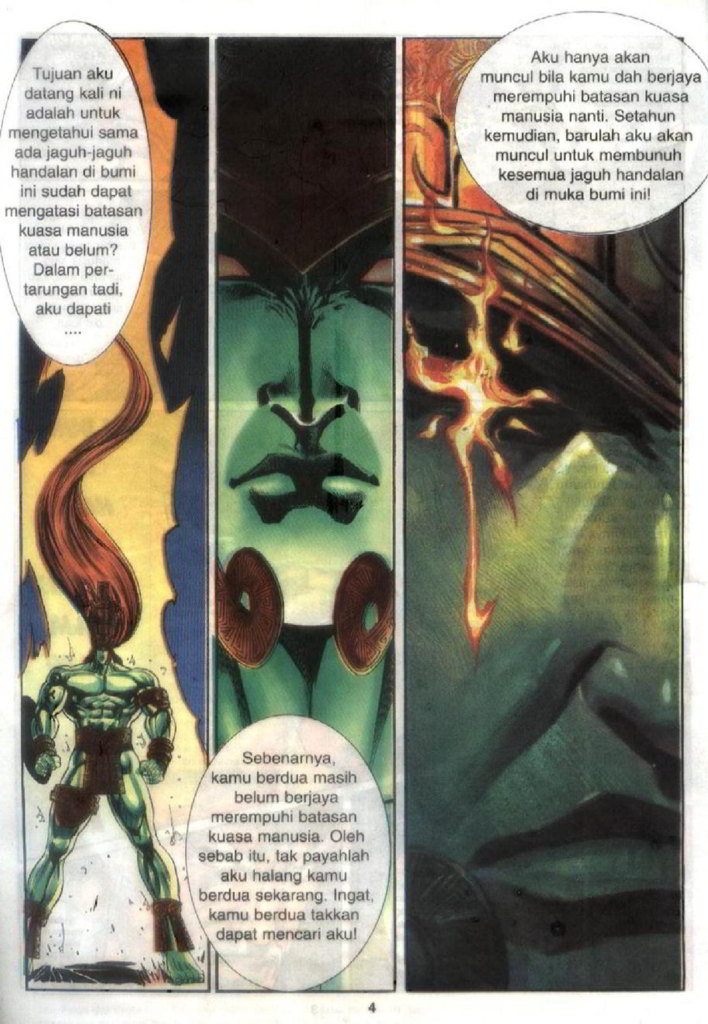 Tujuan aku
datang kali ni
adalah untuk
mengetahui sama
ada jaguh-jaguh
handalan di bumi
ini sudah dapat
mengatasi batasan
kuasa manusia
atau belum?
Dalam per-
tarungan tadi,
aku dapati
....
Sebenarnya,
kamu berdua masih
belum berjaya
merempuhi batasan
kuasa manusia. Oleh
sebab itu, tak payahlah
aku halang kamu
berdua sekarang. Ingat,
kamu berdua takkan
dapat mencari aku!
Aku hanya akan
muncul bila kamu dah berjaya
merempuhi batasan kuasa
manusia nanti. Setahun
kemudian, barulah aku akan
muncul untuk membunuh
kesemua jaguh handalan
di muka bumi ini!
4